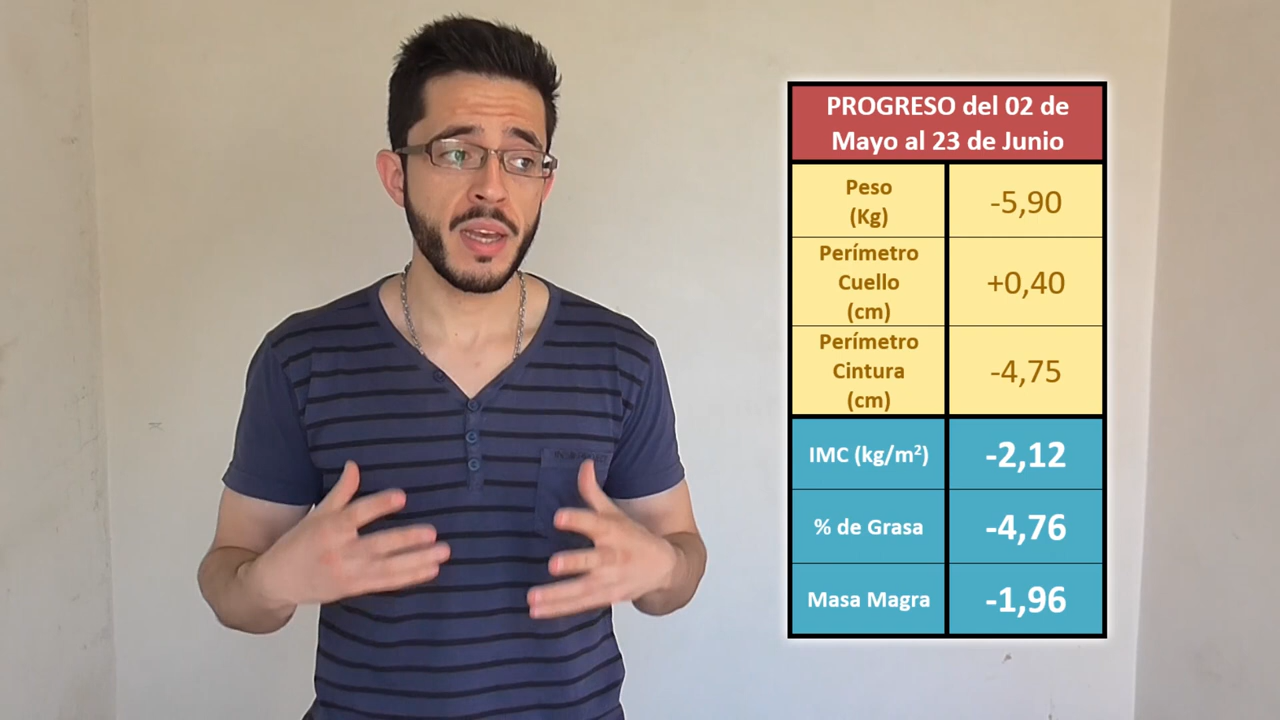 PROGRESO del 02 de
Mayo al 23 de Junio
Peso
(Kg)
-5,90
Perímetro
Cuello
(cm)
+0,40
Perímetro
Cintura
(cm)
-4,75
IMC (kg/m²)
-2,12
% de Grasa
-4,76
Masa Magra
-1,96